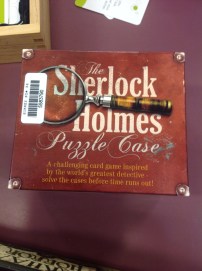 The
Sherlock
Holmes
Puzzle Case
A challenging card game inspired
by the world's greatest detective
solve the cases before time runs out!